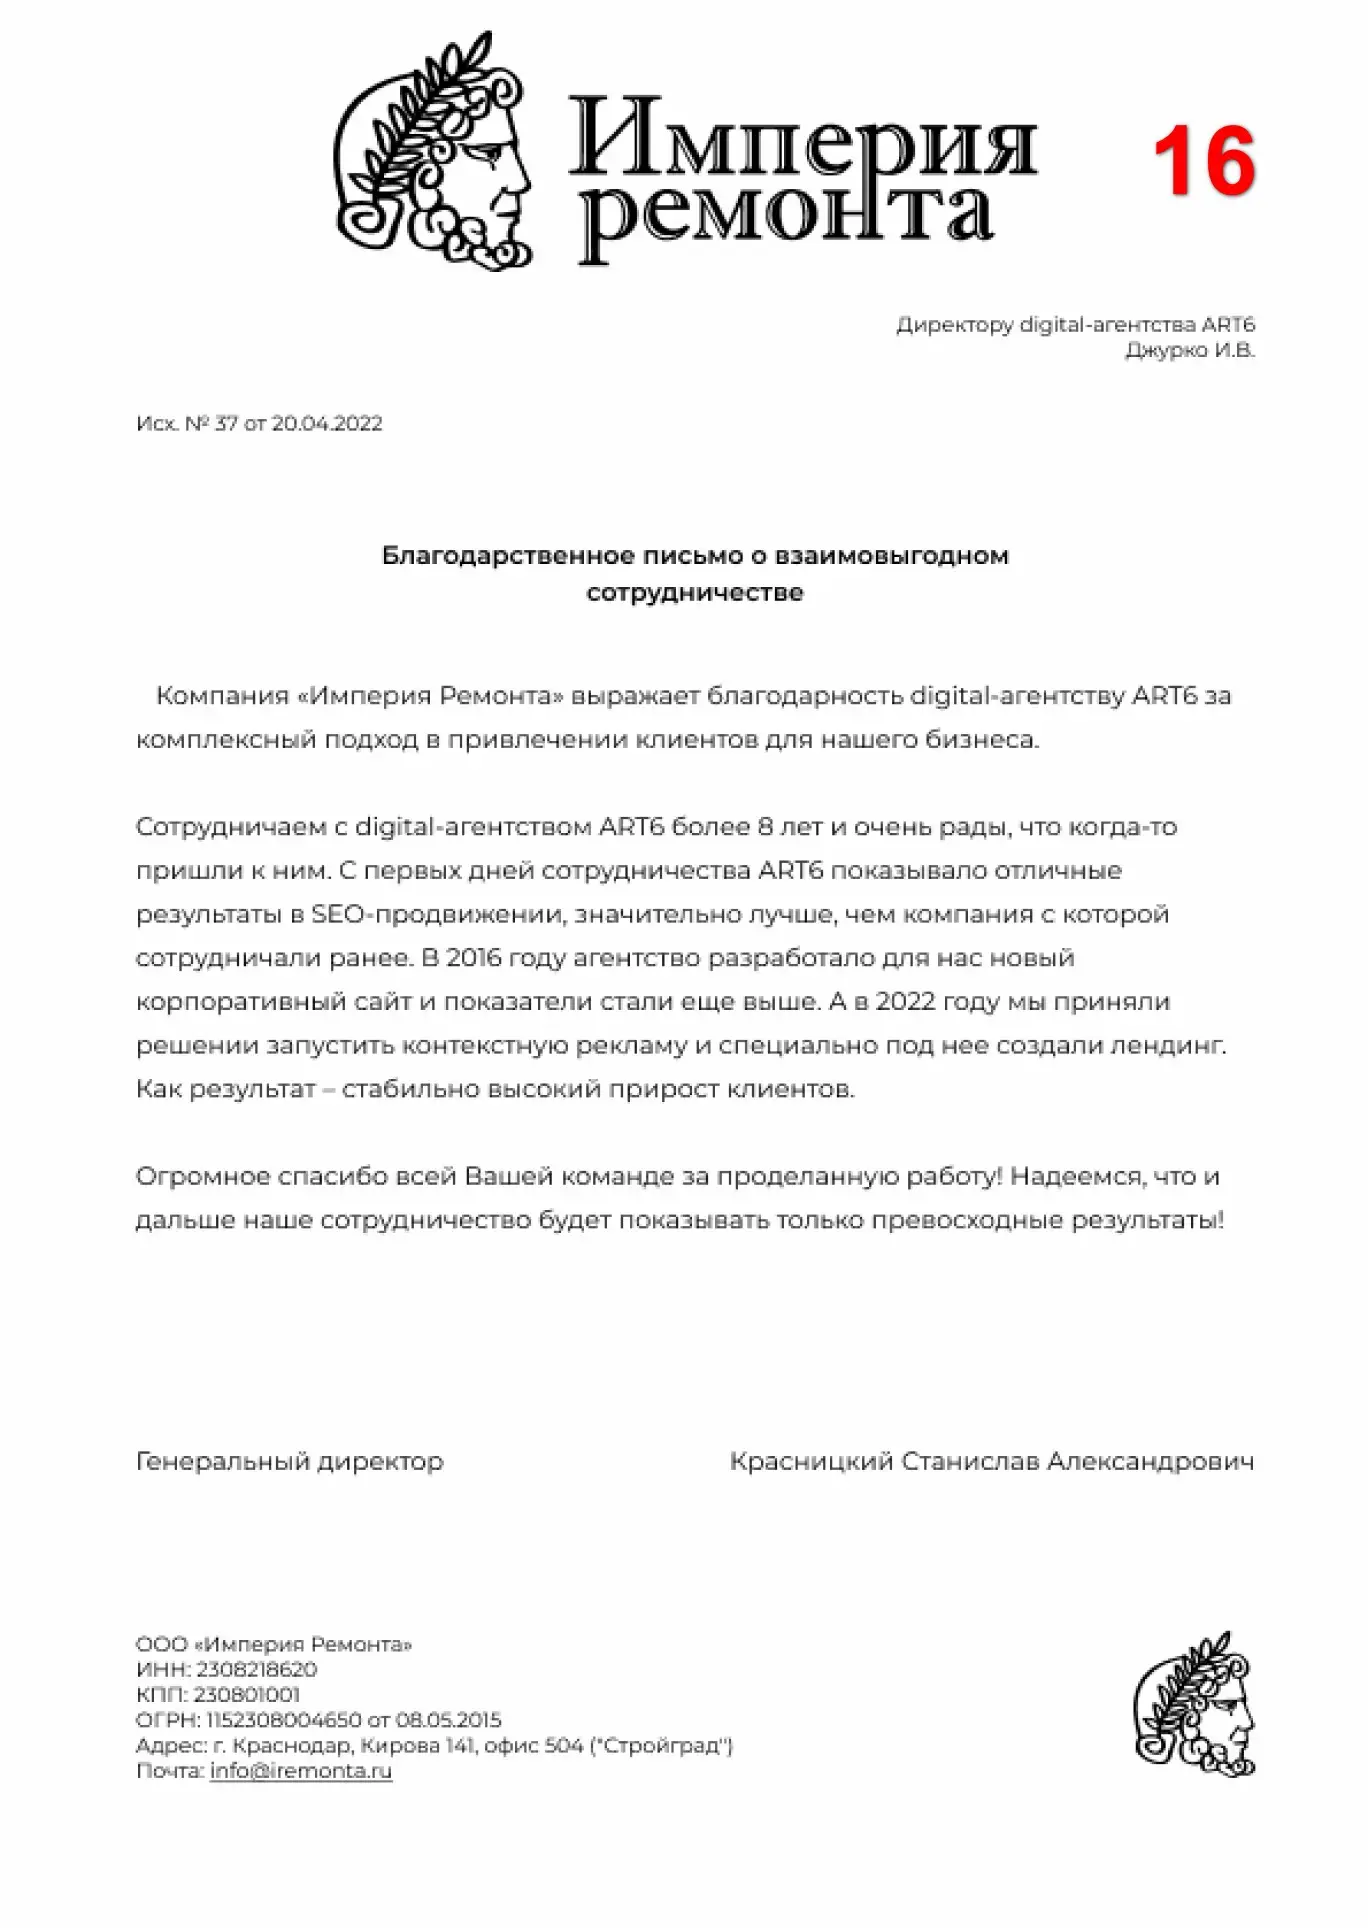 Империя
ремонта
16
Директору digital-агентства ART6
Джурко И.В.
Исх. № 37 от 20.04.2022
Благодарственное письмо о взаимовыгодном
сотрудничестве
Компания «Империя Ремонта» выражает благодарность digital-агентству ART6 за
комплексный подход в привлечении клиентов для нашего бизнеса.
Сотрудничаем с digital-агентством ART6 более 8 лет и очень рады, что когда-то
пришли к ним. С первых дней сотрудничества ART6 показывало отличные
результаты в SEO-продвижении, значительно лучше, чем компания с которой
сотрудничали ранее. В 2016 году агентство разработало для нас новый
корпоративный сайт и показатели стали еще выше. А в 2022 году мы приняли
решении запустить контекстную рекламу и специально под нее создали лендинг.
Как результат – стабильно высокий прирост клиентов.
Огромное спасибо всей Вашей команде за проделанную работу! Надеемся, что и
дальше наше сотрудничество будет показывать только превосходные результаты!
Генеральный директор
Красницкий Станислав Александрович
ООО «Империя Ремонта»
ИНН: 2308218620
КПП: 230801001
ОГРН: 1152308004650 от 08.05.2015
Адрес: г. Краснодар, Кирова 141, офис 504 ("Стройград")
Почта: info@iremonta.ru